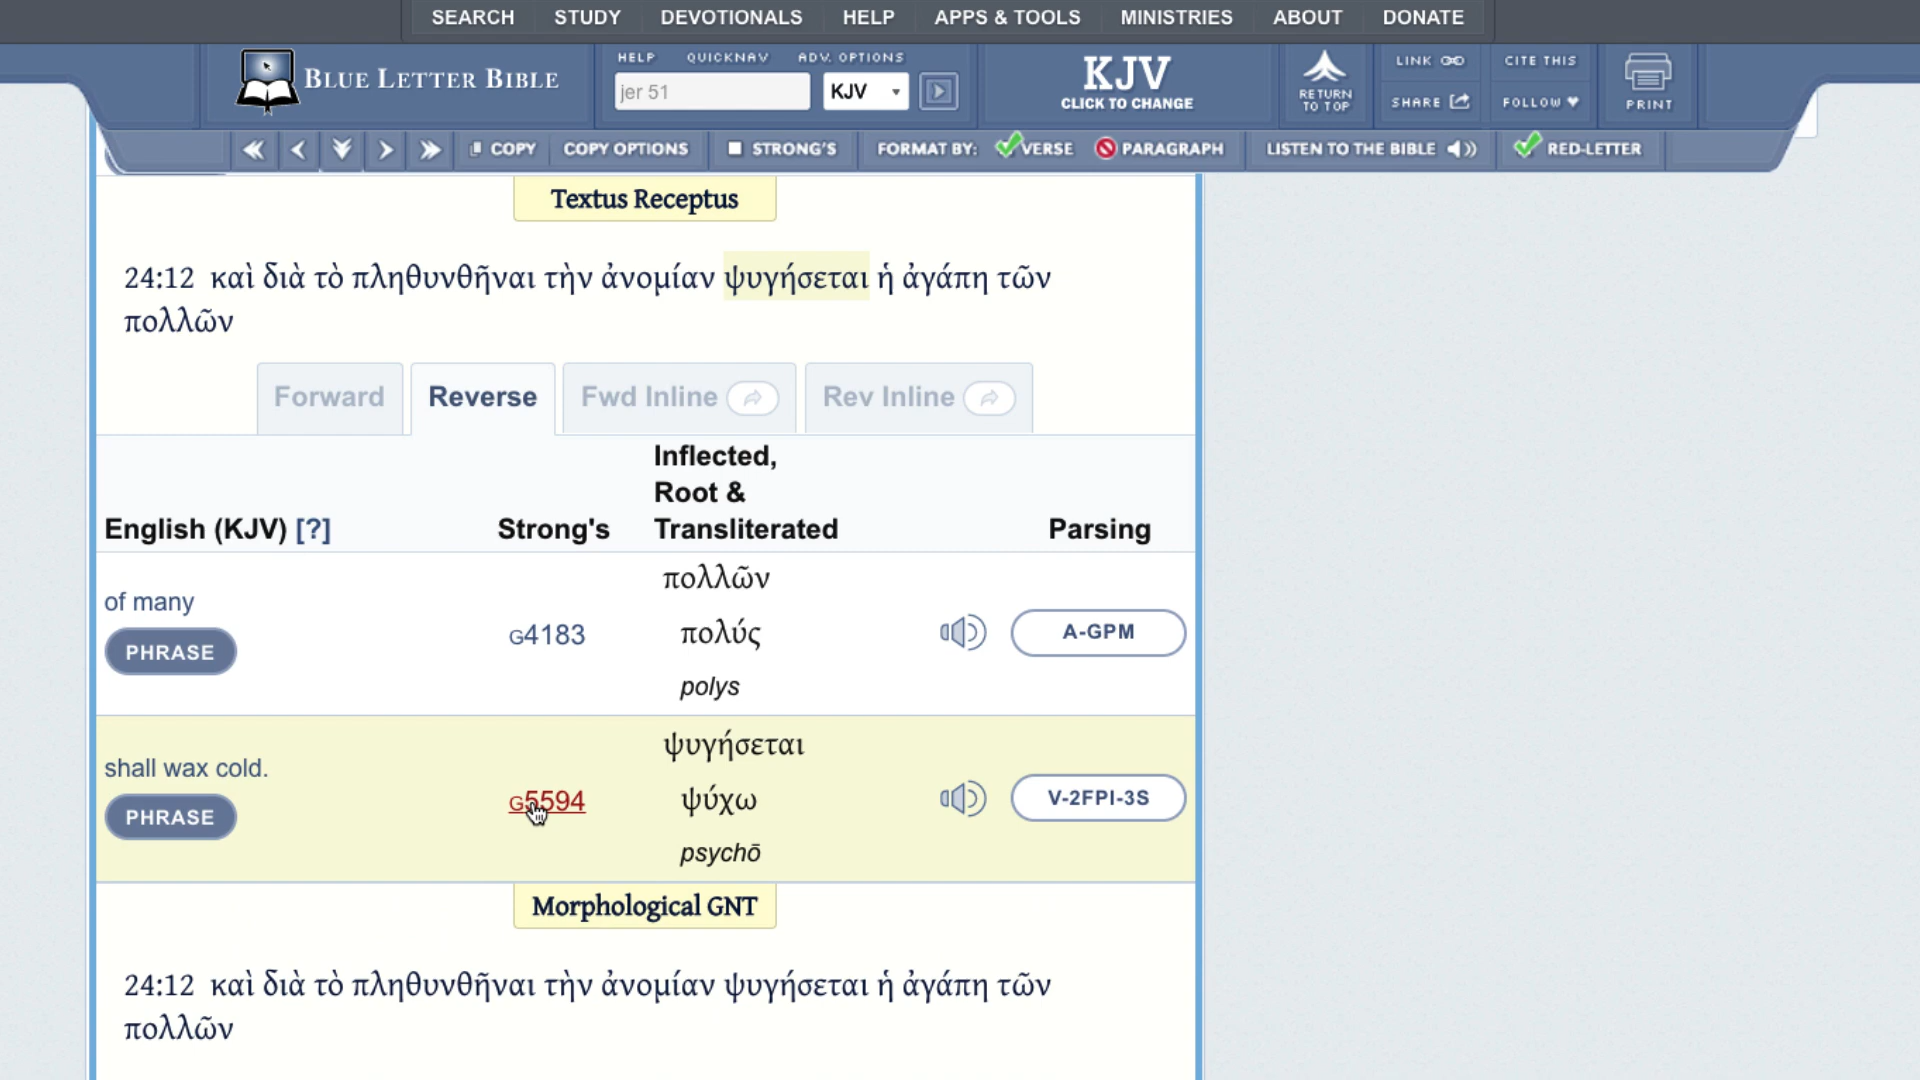 SEARCH STUDY DEVOTIONALS HELP APPS & TOOLS MINISTRIES ABOUT DONATE
BLUE LETTER BIBLE
HELP QUICKNAV ADV. OPTIONS
jer 51 KJV
KJV
CLICK TO CHANGE
RETURN
TO TOP
LINK
SHARE
CITE THIS
FOLLOW
PRINT
COPY COPY OPTIONS STRONG'S FORMAT BY: VERSE PARAGRAPH LISTEN TO THE BIBLE RED-LETTER
Textus Receptus
24:12 καὶ διὰ τὸ πληθυνθῆναι τὴν ἀνομίαν ψυγήσεται ἡ ἀγάπη τῶν
πολλῶν
Forward Reverse Fwd Inline Rev Inline
English (KJV) [?] Strong's Inflected,
Root &
Transliterated Parsing
of many
PHRASE
G4183
πολλῶν
πολύς
polys
A-GPM
shall wax cold.
PHRASE
G5594
ψυγήσεται
ψύχω
psychō
V-2FPI-3S
Morphological GNT
24:12 καὶ διὰ τὸ πληθυνθῆναι τὴν ἀνομίαν ψυγήσεται ἡ ἀγάπη τῶν
πολλῶν